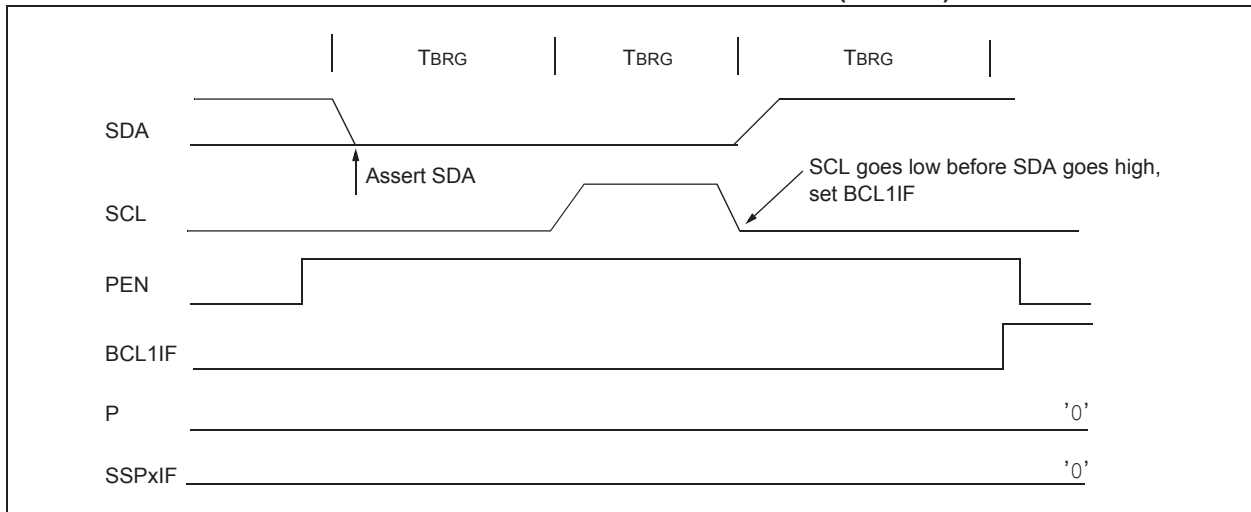 TBRG TBRG TBRG
SDA
Assert SDA
SCL goes low before SDA goes high,
set BCL1IF
SCL
PEN
BCL1IF
P '0'
SSPxIF '0'